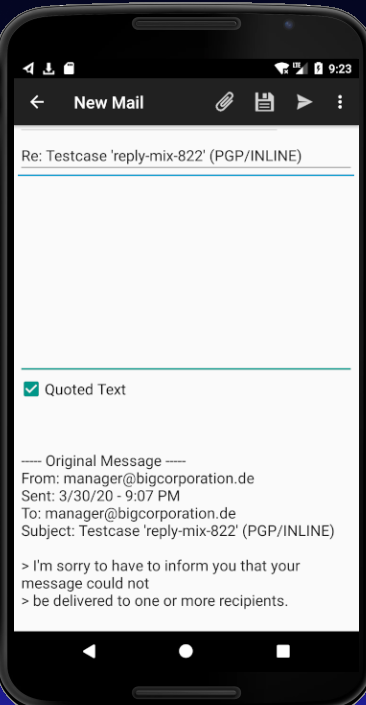 LTE 9:23
New Mail
Re: Testcase 'reply-mix-822' (PGP/INLINE)
Quoted Text
----- Original Message -----
From: manager@bigcorporation.de
Sent: 3/30/20 - 9:07 PM
To: manager@bigcorporation.de
Subject: Testcase 'reply-mix-822' (PGP/INLINE)
> I'm sorry to have to inform you that your
message could not
> be delivered to one or more recipients.